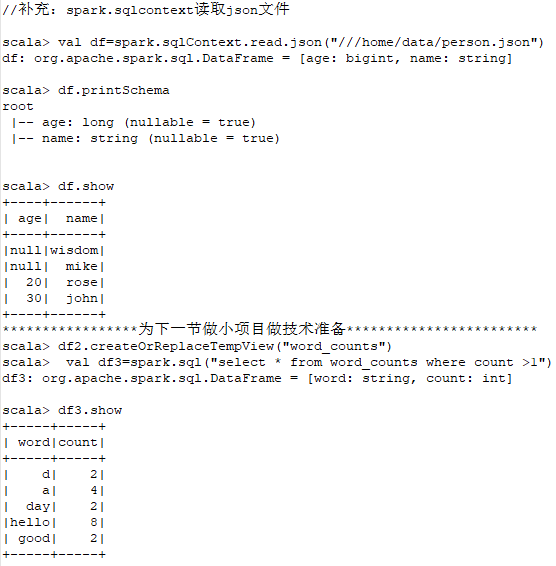 //补充：spark.sqlcontext读取json文件
scala> val df=spark.sqlContext.read.json("///home/data/person.json")
df: org.apache.spark.sql.DataFrame = [age: bigint, name: string]
scala> df.printSchema
root
 |-- age: long (nullable = true)
 |-- name: string (nullable = true)
scala> df.show
+----+------+
| age|  name|
+----+------+
|null|wisdom|
|null|  mike|
|  20|  rose|
|  30|  john|
+----+------+
*****************为下一节做小项目做技术准备************************
scala> df2.createOrReplaceTempView("word_counts")
scala>  val df3=spark.sql("select * from word_counts where count >1")
df3: org.apache.spark.sql.DataFrame = [word: string, count: int]
scala> df3.show
+-----+-----+
| word|count|
+-----+-----+
|    d|    2|
|    a|    4|
|  day|    2|
|hello|    8|
| good|    2|
+-----+-----+